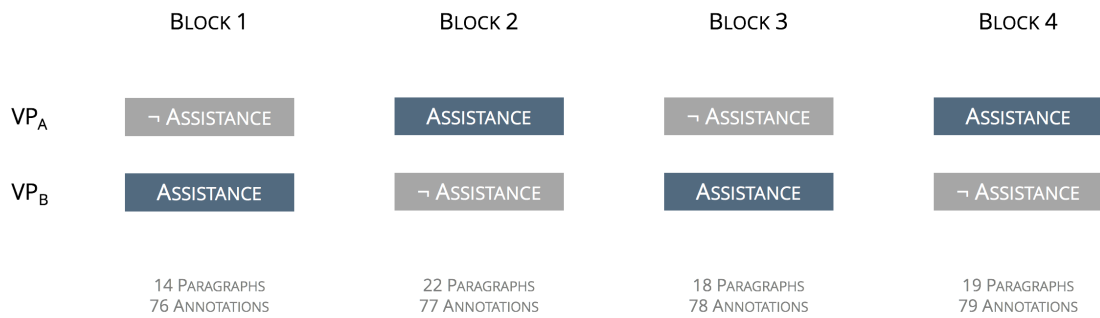 BLOCK 1 BLOCK 2 BLOCK 3 BLOCK 4
VPA ¬ ASSISTANCE ASSISTANCE ¬ ASSISTANCE ASSISTANCE
VPB ASSISTANCE ¬ ASSISTANCE ASSISTANCE ¬ ASSISTANCE
14 PARAGRAPHS 22 PARAGRAPHS 18 PARAGRAPHS 19 PARAGRAPHS
76 ANNOTATIONS 77 ANNOTATIONS 78 ANNOTATIONS 79 ANNOTATIONS